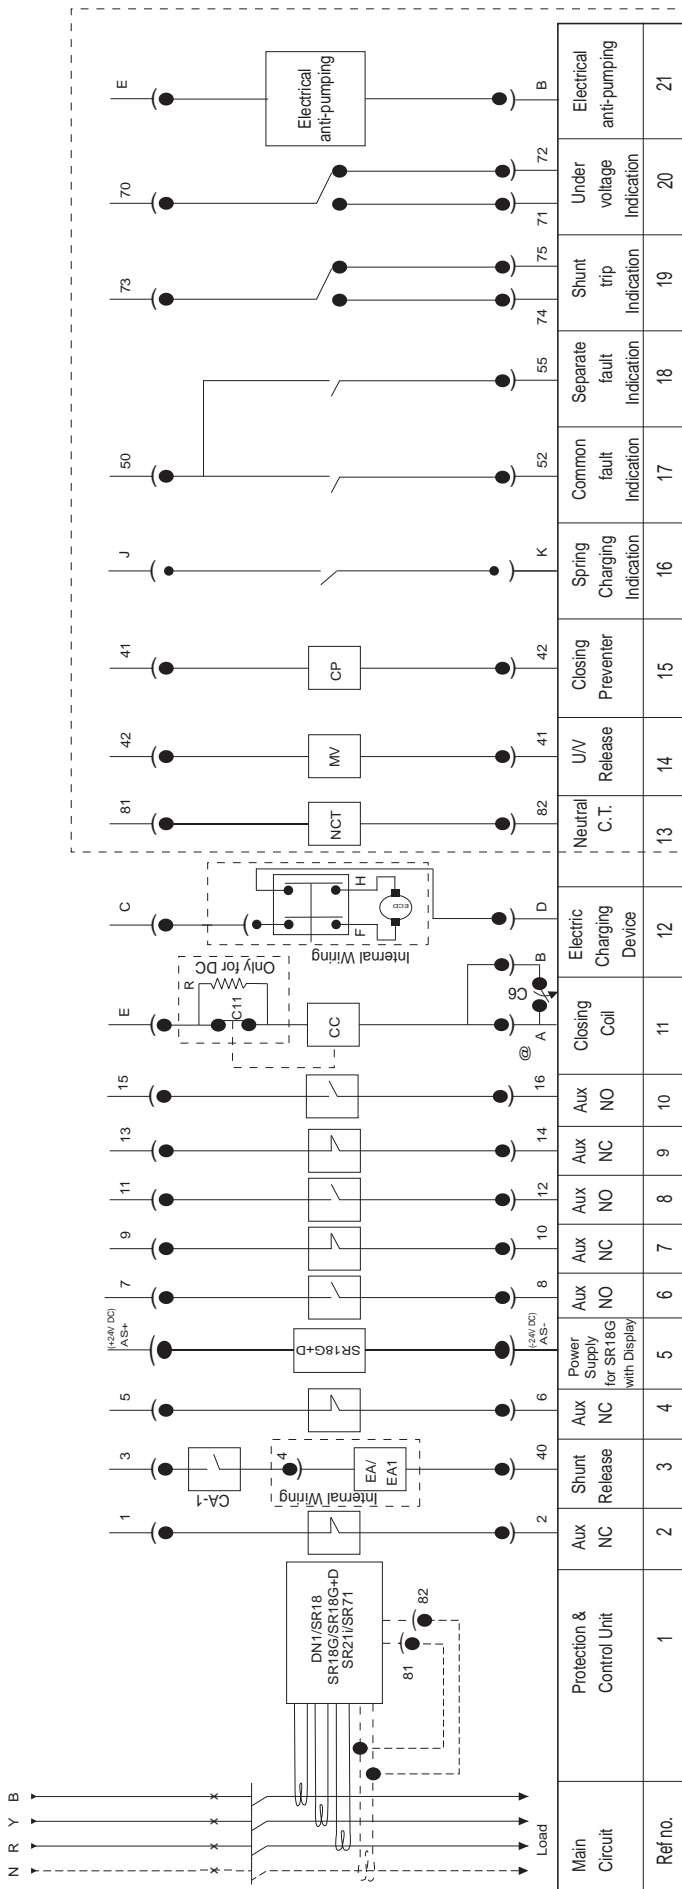 N R Y B
1 3 5
(+24V DC)
AS+
7 9 11 13 15 E C 81 42 41 J 50 73 70 E
CA-1
4
Internal Wiring
EA/
EA1
SR18G+D
Only for DC
R
C11
CC
I
F H
ECD
Internal Wiring
NCT
MV
CP
Electrical
anti-pumping
DN1/SR18
SR18G/SR18G+D
SR21i/SR71
81 82
Load
2 40 6
(-24V DC)
AS-
8 10 12 14 16
@
A B
C6
D 82 41 42 K 52 55 74 75 71 72 B
Main
Circuit
Protection &
Control Unit
Aux
NC
Shunt
Release
Aux
NC
Power
Supply
for SR18G
with Display
Aux
NO
Aux
NC
Aux
NO
Aux
NC
Aux
NO
Closing
Coil
Electric
Charging
Device
Neutral
C.T.
U/V
Release
Closing
Preventer
Spring
Charging
Indication
Common
fault
Indication
Separate
fault
Indication
Shunt
trip
Indication
Under
voltage
Indication
Electrical
anti-pumping
Ref no. 1 2 3 4 5 6 7 8 9 10 11 12 13 14 15 16 17 18 19 20 21